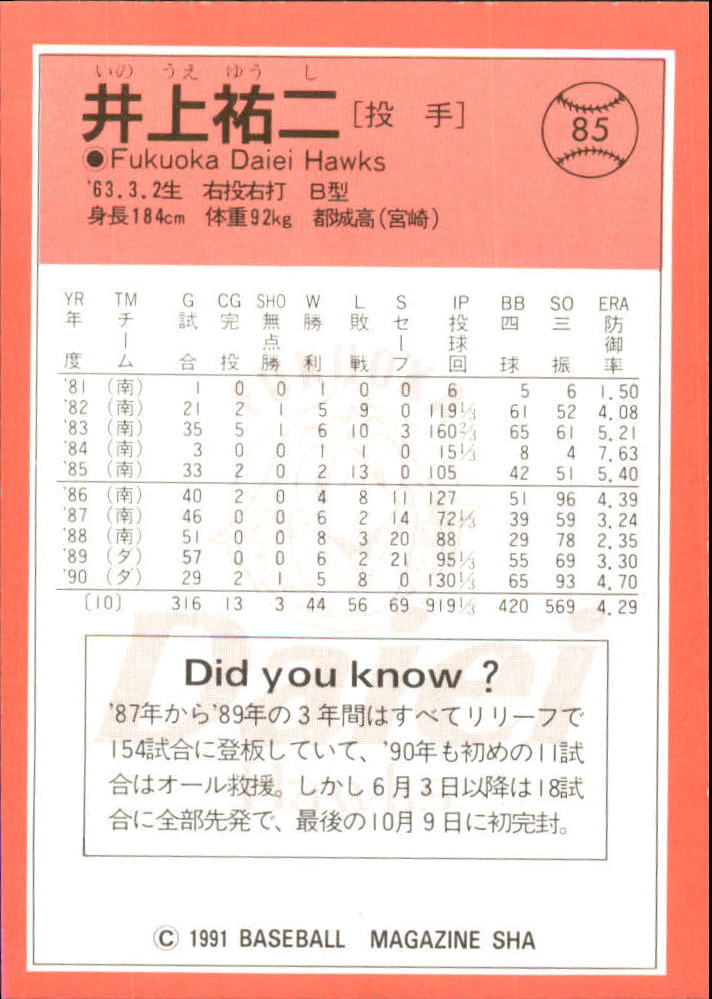 いの うえ ゆう し
井上祐二[投 手]
85
●Fukuoka Daiei Hawks
'63.3.2生 右投右打 B型
身長184cm 体重92kg 都城高(宮崎)
YR TM G CG SHO W L S IP BB SO ERA
年度 チーム 試合 完投 無点勝 勝利 敗戦 セーブ 投球回 四球 三振 防御率
'81 (南) 1 0 0 1 0 0 6 5 6 1.50
'82 (南) 21 2 1 5 9 0 119⅓ 61 52 4.08
'83 (南) 35 5 1 6 10 3 160⅔ 65 61 5.21
'84 (南) 3 0 0 1 1 0 15⅓ 8 4 7.63
'85 (南) 33 2 0 2 13 0 105 42 51 5.40
'86 (南) 40 2 0 4 8 11 127 51 96 4.39
'87 (南) 46 0 0 6 2 14 72⅓ 39 59 3.24
'88 (南) 51 0 0 8 3 20 88 29 78 2.35
'89 (ダ) 57 0 0 6 2 21 95⅓ 55 69 3.30
'90 (ダ) 29 2 1 5 8 0 130⅓ 65 93 4.70
〔10〕 316 13 3 44 56 69 919⅓ 420 569 4.29
Did you know ?
'87年から'89年の3年間はすべてリリーフで
154試合に登板していて、'90年も初めの11試
合はオール救援。しかし6月3日以降は18試
合に全部先発で、最後の10月9日に初完封。
Daiei
Hawks
© 1991 BASEBALL MAGAZINE SHA